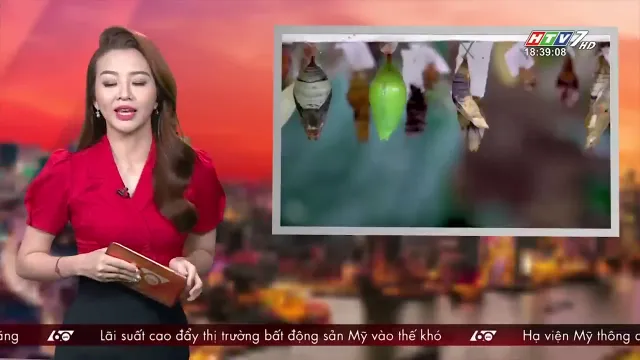 HTV7 HD
18:39:08
Lãi suất cao đẩy thị trường bất động sản Mỹ vào thế khó
Hạ viện Mỹ thông